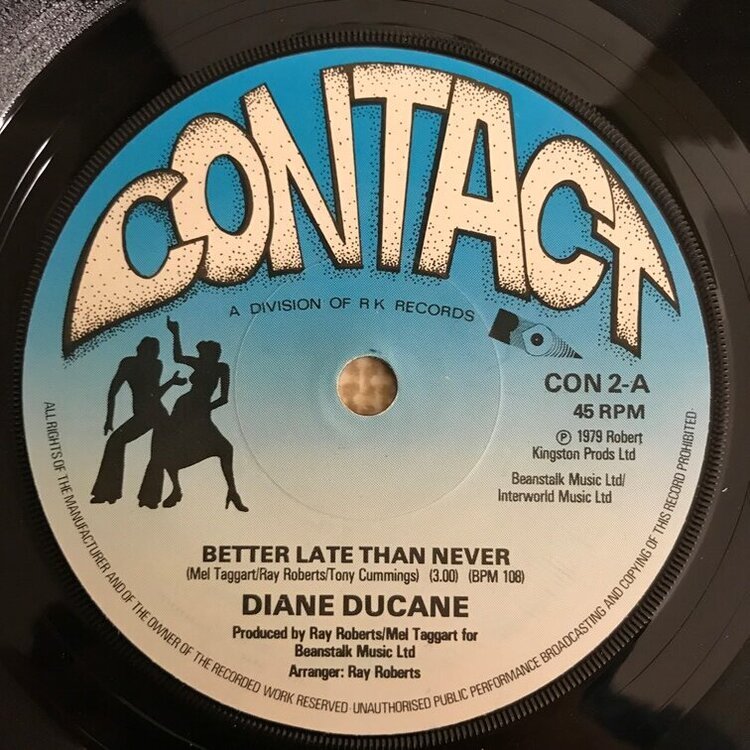 CONTACT
A DIVISION OF R K RECORDS
CON 2-A
45 RPM
℗ 1979 Robert
Kingston Prods Ltd
Beanstalk Music Ltd/
Interworld Music Ltd
BETTER LATE THAN NEVER
(Mel Taggart/Ray Roberts/Tony Cummings) (3.00) (BPM 108)
DIANE DUCANE
Produced by Ray Roberts/Mel Taggart for
Beanstalk Music Ltd
Arranger: Ray Roberts
ALL RIGHTS OF THE MANUFACTURER AND OF THE OWNER OF THE RECORDED WORK RESERVED · UNAUTHORISED PUBLIC PERFORMANCE BROADCASTING AND COPYING OF THIS RECORD PROHIBITED